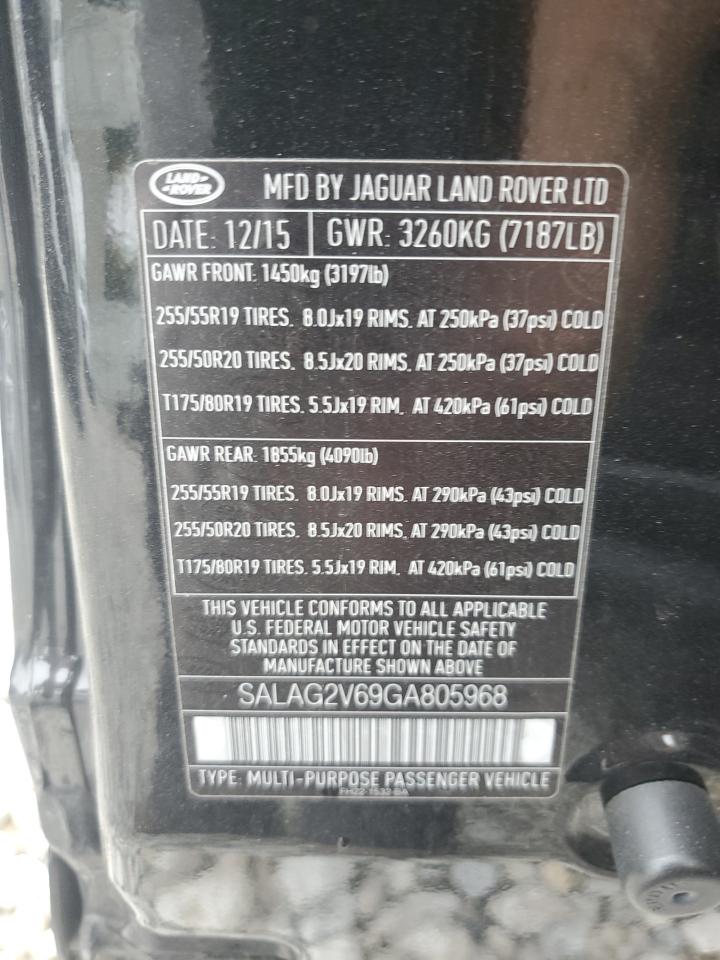 LAND ROVER
MFD BY JAGUAR LAND ROVER LTD
DATE: 12/15 GWR: 3260KG (7187LB)
GAWR FRONT: 1450kg (3197lb)
255/55R19 TIRES. 8.0Jx19 RIMS. AT 250kPa (37psi) COLD
255/50R20 TIRES. 8.5Jx20 RIMS. AT 250kPa (37psi) COLD
T175/80R19 TIRES. 5.5Jx19 RIM. AT 420kPa (61psi) COLD
GAWR REAR: 1855kg (4090lb)
255/55R19 TIRES. 8.0Jx19 RIMS. AT 290kPa (43psi) COLD
255/50R20 TIRES. 8.5Jx20 RIMS. AT 290kPa (43psi) COLD
T175/80R19 TIRES. 5.5Jx19 RIM. AT 420kPa (61psi) COLD
THIS VEHICLE CONFORMS TO ALL APPLICABLE
U.S. FEDERAL MOTOR VEHICLE SAFETY
STANDARDS IN EFFECT ON THE DATE OF
MANUFACTURE SHOWN ABOVE
SALAG2V69GA805968
TYPE: MULTI-PURPOSE PASSENGER VEHICLE
FH22-1532-BA